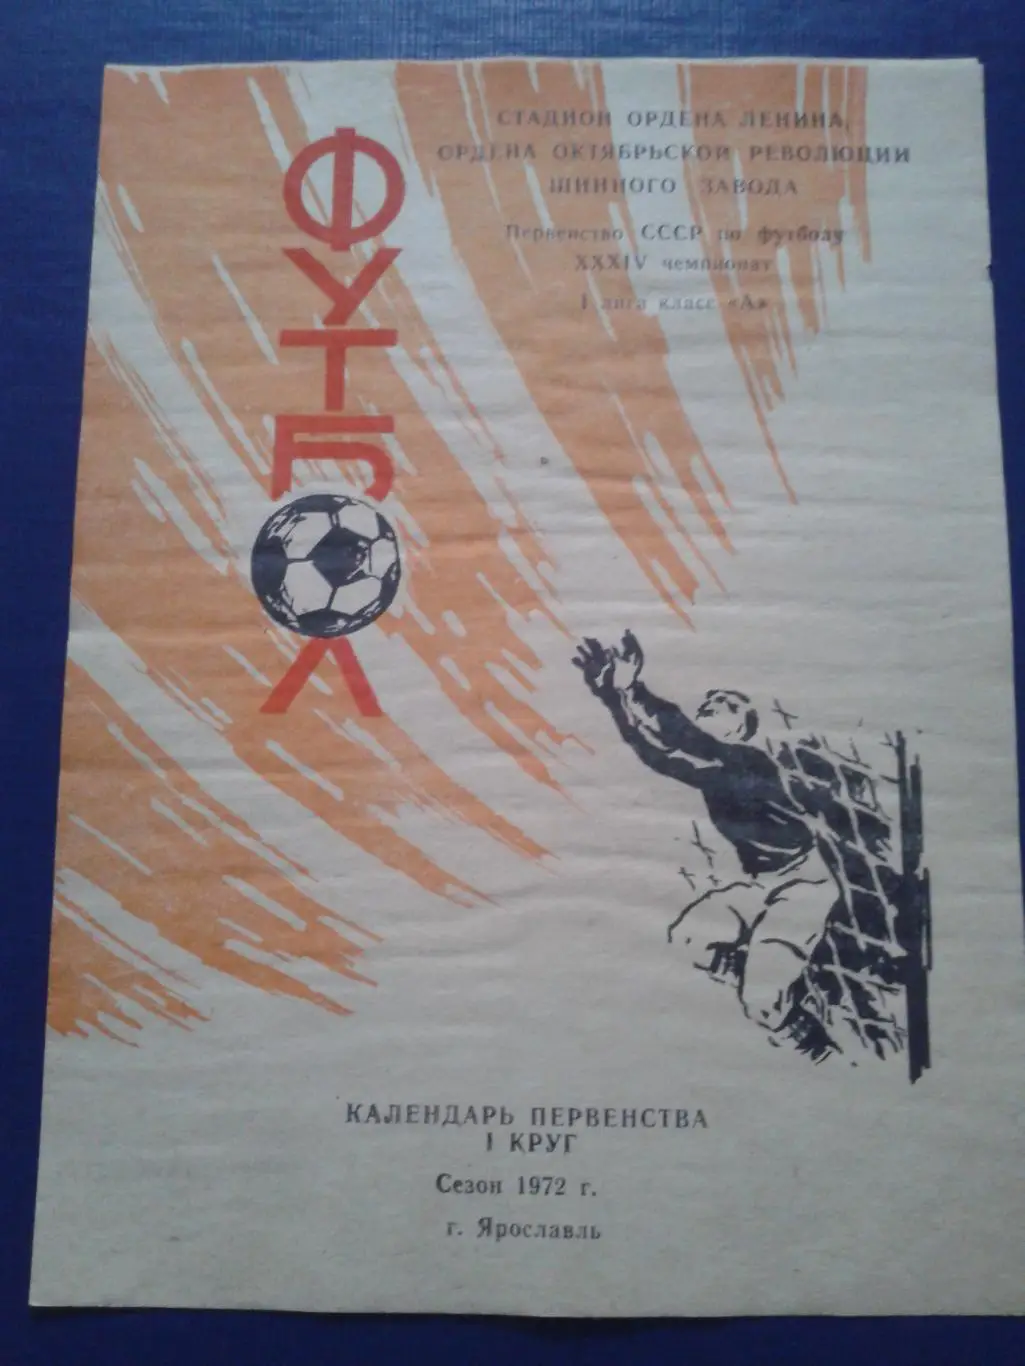 ФУТБОЛ
СТАДИОН ОРДЕНА ЛЕНИНА,
ОРДЕНА ОКТЯБРЬСКОЙ РЕВОЛЮЦИИ
ШИННОГО ЗАВОДА
Первенство СССР по футболу
XXXIV чемпионат
I лига класс «А»
КАЛЕНДАРЬ ПЕРВЕНСТВА
I КРУГ
Сезон 1972 г.
г. Ярославль